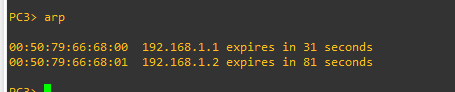 PC3> arp
00:50:79:66:68:00 192.168.1.1 expires in 31 seconds
00:50:79:66:68:01 192.168.1.2 expires in 81 seconds
PC3>